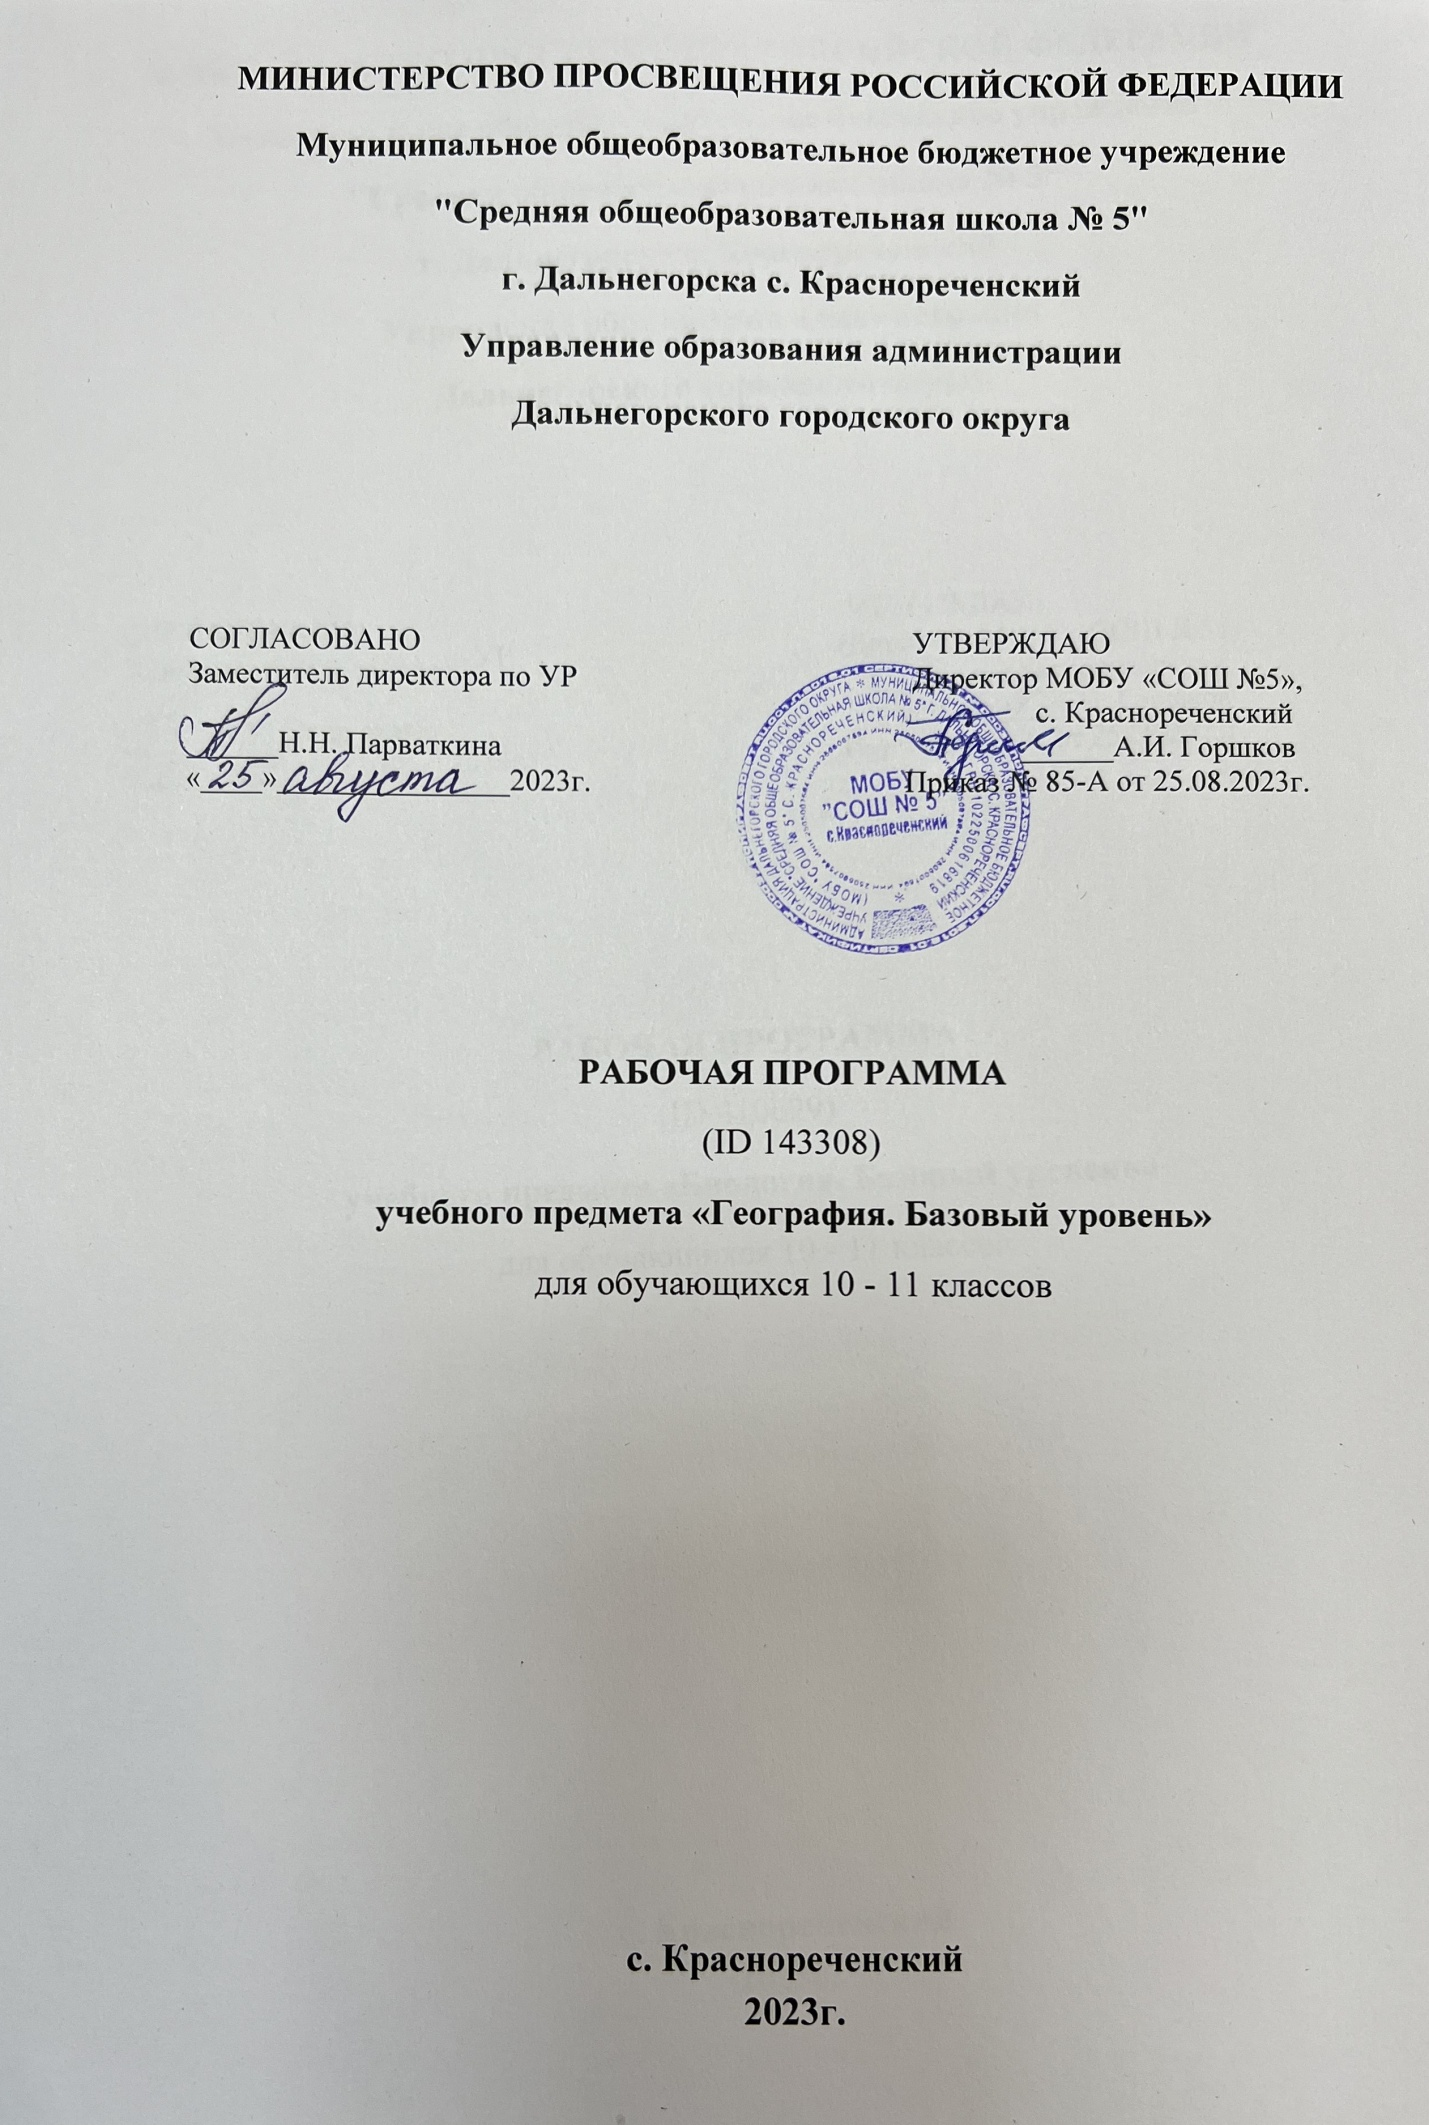 МИНИСТЕРСТВО ПРОСВЕЩЕНИЯ РОССИЙСКОЙ ФЕДЕРАЦИИ
Муниципальное общеобразовательное бюджетное учреждение
"Средняя общеобразовательная школа № 5"
г. Дальнегорска с. Краснореченский
Управление образования администрации
Дальнегорского городского округа
СОГЛАСОВАНО
Заместитель директора по УР
Н.Н. Парваткина
«25» августа 2023г.
УТВЕРЖДАЮ
Директор МОБУ «СОШ №5»,
с. Краснореченский
А.И. Горшков
Приказ № 85-А от 25.08.2023г.
МОБУ
"СОШ № 5"
с.Краснореченский
РАБОЧАЯ ПРОГРАММА
(ID 143308)
учебного предмета «География. Базовый уровень»
для обучающихся 10 - 11 классов
с. Краснореченский
2023г.